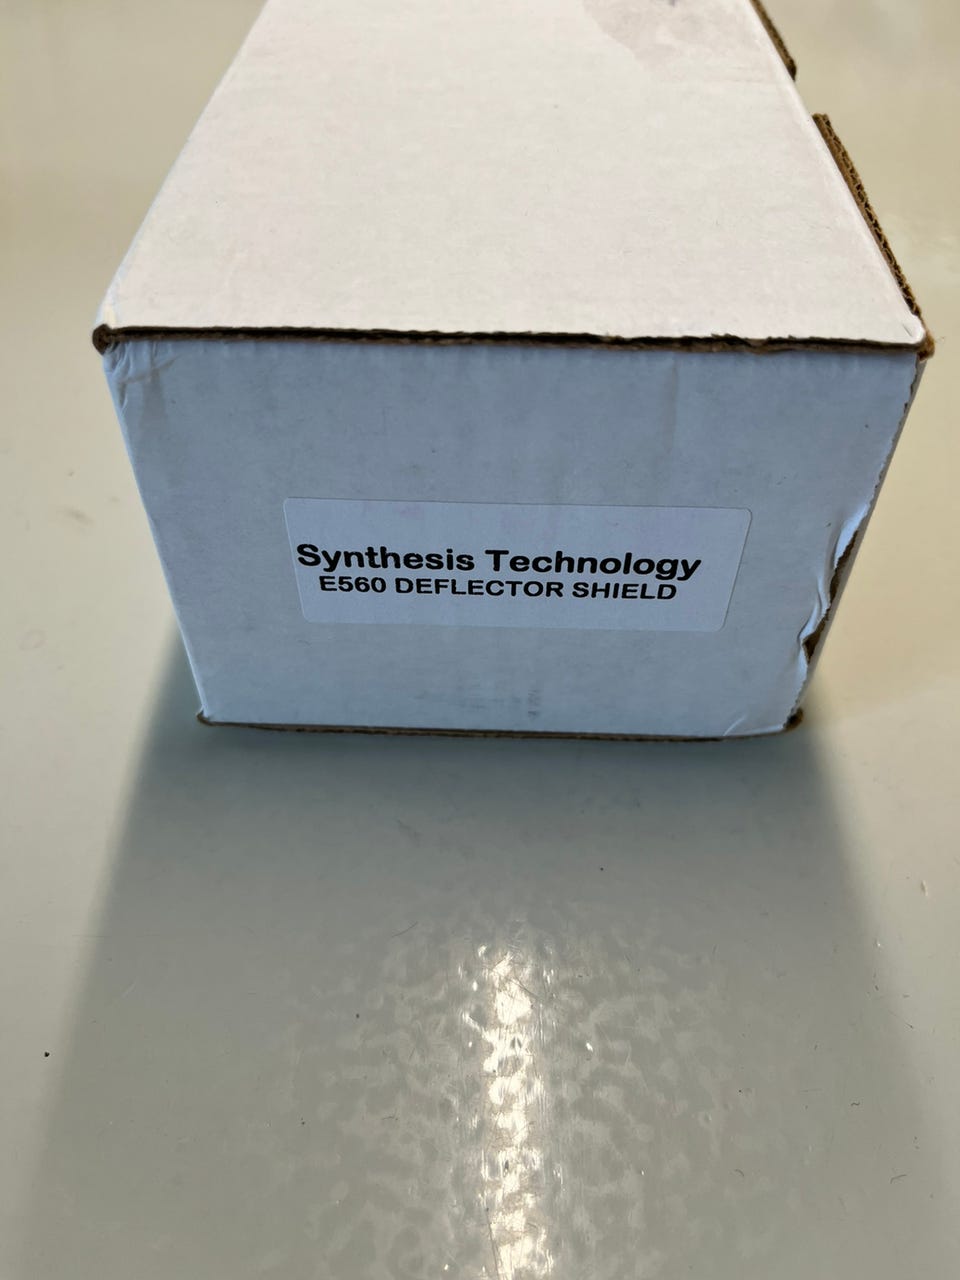 Synthesis Technology
E560 DEFLECTOR SHIELD